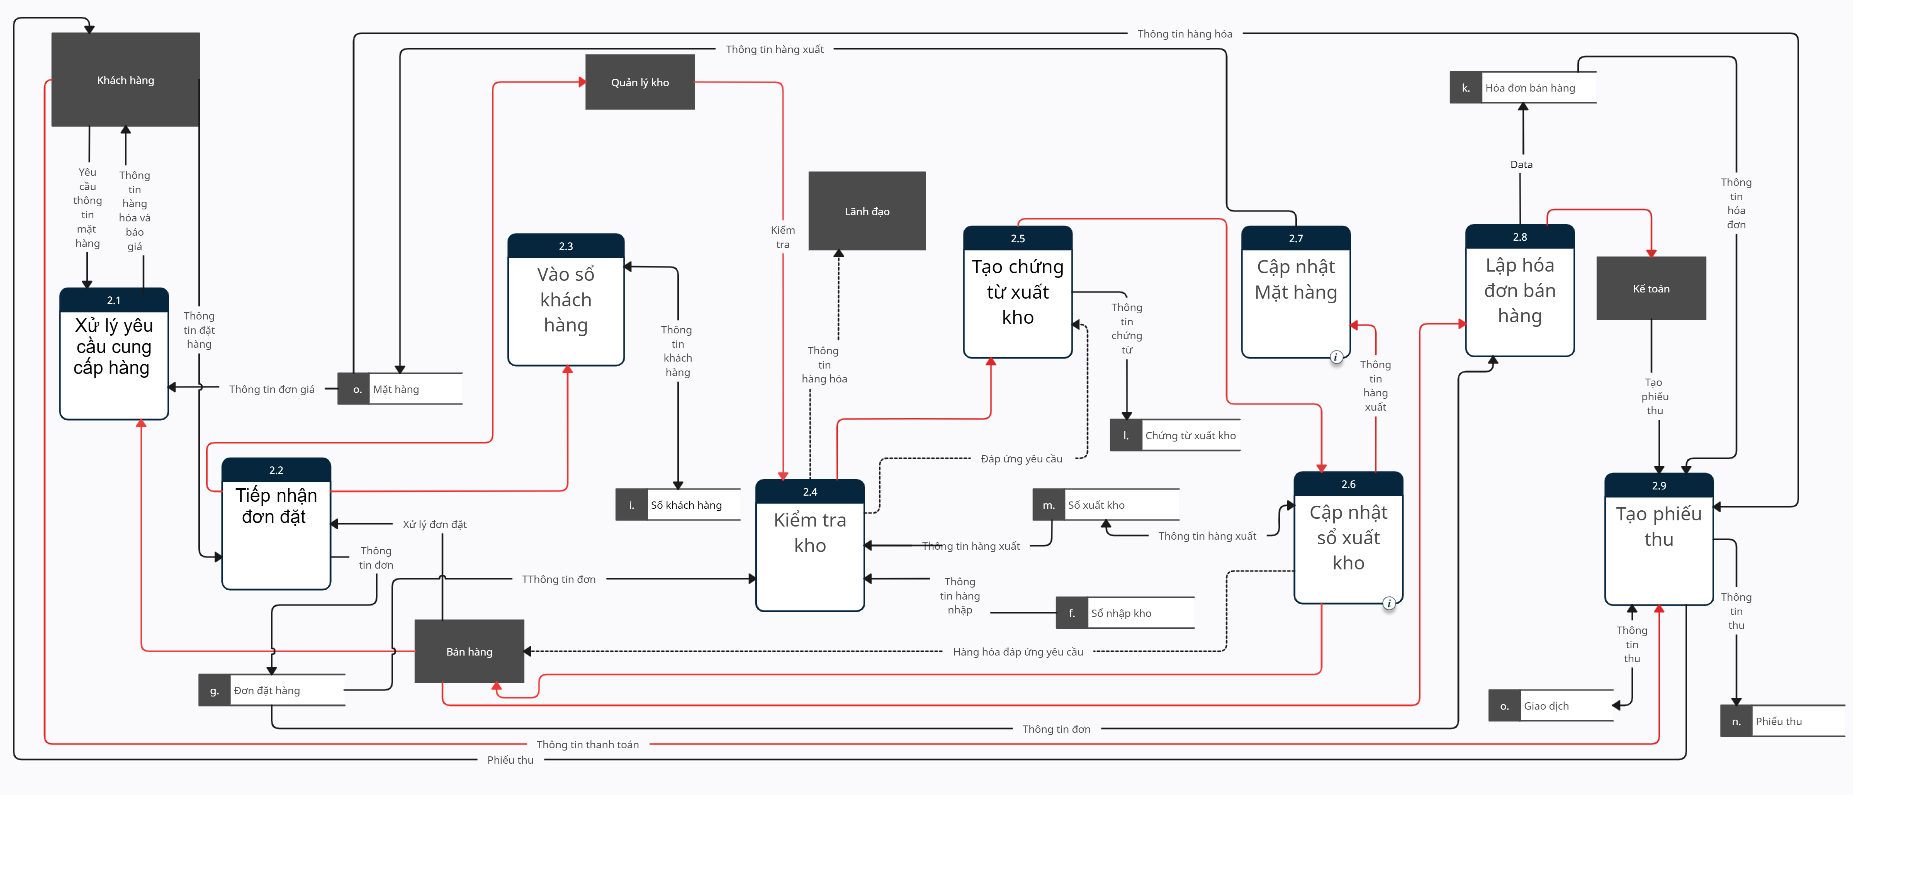 Thông tin hàng hóa
Thông tin hàng xuất
Khách hàng
Quản lý kho
k.
Hóa đơn bán hàng
Data
Yêu
cầu
thông
tin
mặt
hàng
Thông
tin
hàng
hóa và
báo
giá
Thông
tin
hóa
đơn
Lãnh đạo
Kiểm
tra
2.3
Vào sổ
khách
hàng
2.5
Tạo chứng
từ xuất
kho
2.7
Cập nhật
Mặt hàng
2.8
Lập hóa
đơn bán
hàng
Kế toán
2.1
Xử lý yêu
cầu cung
cấp hàng
Thông
tin đặt
hàng
Thông
tin
khách
hàng
Thông
tin
hàng hóa
Thông
tin
chứng
từ
Thông
tin
hàng
xuất
Tạo
phiếu
thu
Thông tin đơn giá
o.
Mặt hàng
l.
Chứng từ xuất kho
Đáp ứng yêu cầu
2.2
Tiếp nhận
đơn đặt
l.
Sổ khách hàng
2.4
Kiểm tra
kho
m.
Sổ xuất kho
2.6
Cập nhật
sổ xuất
kho
i
i
2.9
Tạo phiếu
thu
Xử lý đơn đặt
Thông
tin đơn
Thông tin hàng xuất
Thông tin hàng xuất
TThông tin đơn
Thông
tin hàng
nhập
f.
Sổ nhập kho
Thông
tin
thu
Thông
tin
thu
Bán hàng
Hàng hóa đáp ứng yêu cầu
g.
Đơn đặt hàng
o.
Giao dịch
n.
Phiếu thu
Thông tin đơn
Thông tin thanh toán
Phiếu thu